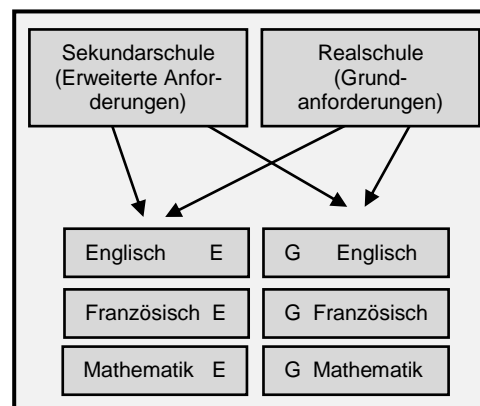 Sekundarschule
(Erweiterte Anfor-
derungen)
Realschule
(Grund-
anforderungen)
Englisch E
G Englisch
Französisch E
G Französisch
Mathematik E
G Mathematik